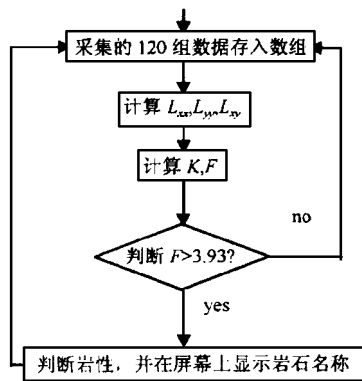 采集的 120 组数据存入数组
计算 Lxx,Lyy,Lxy
计算 K,F
no
判断 F>3.93?
yes
判断岩性，并在屏幕上显示岩石名称